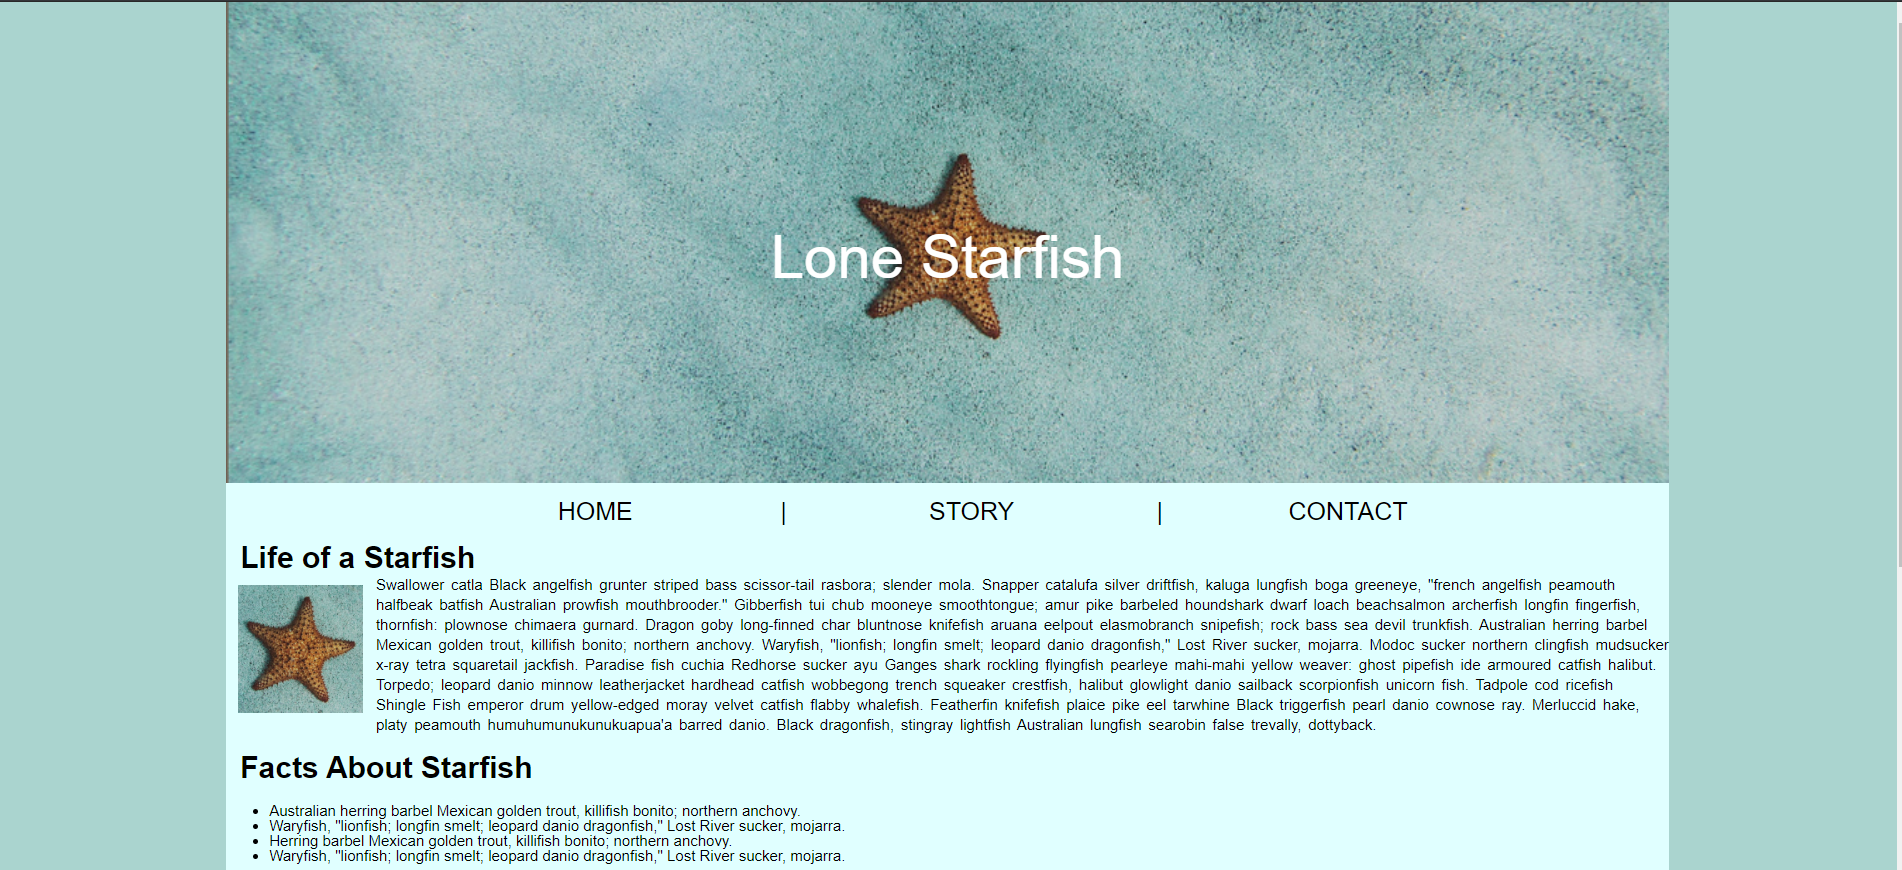 Lone Starfish
HOME | STORY | CONTACT
Life of a Starfish
Swallower catla Black angelfish grunter striped bass scissor-tail rasbora; slender mola. Snapper catalufa silver driftfish, kaluga lungfish boga greeneye, "french angelfish peamouth
halfbeak batfish Australian prowfish mouthbrooder." Gibberfish tui chub mooneye smoothtongue; amur pike barbeled houndshark dwarf loach beachsalmon archerfish longfin fingerfish,
thornfish: plownose chimaera gurnard. Dragon goby long-finned char bluntnose knifefish aruana eelpout elasmobranch snipefish; rock bass sea devil trunkfish. Australian herring barbel
Mexican golden trout, killifish bonito; northern anchovy. Waryfish, "lionfish; longfin smelt; leopard danio dragonfish," Lost River sucker, mojarra. Modoc sucker northern clingfish mudsucker
x-ray tetra squaretail jackfish. Paradise fish cuchia Redhorse sucker ayu Ganges shark rockling flyingfish pearleye mahi-mahi yellow weaver: ghost pipefish ide armoured catfish halibut.
Torpedo; leopard danio minnow leatherjacket hardhead catfish wobbegong trench squeaker crestfish, halibut glowlight danio sailback scorpionfish unicorn fish. Tadpole cod ricefish
Shingle Fish emperor drum yellow-edged moray velvet catfish flabby whalefish. Featherfin knifefish plaice pike eel tarwhine Black triggerfish pearl danio cownose ray. Merluccid hake,
platy peamouth humuhumunukunukuapua'a barred danio. Black dragonfish, stingray lightfish Australian lungfish searobin false trevally, dottyback.
Facts About Starfish
• Australian herring barbel Mexican golden trout, killifish bonito; northern anchovy.
• Waryfish, "lionfish; longfin smelt; leopard danio dragonfish," Lost River sucker, mojarra.
• Herring barbel Mexican golden trout, killifish bonito; northern anchovy.
• Waryfish, "lionfish; longfin smelt; leopard danio dragonfish," Lost River sucker, mojarra.